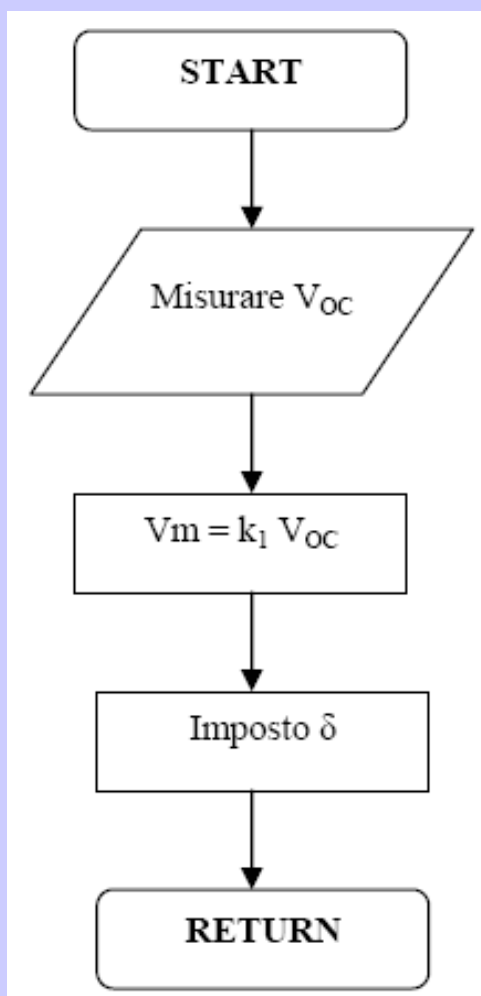 START
Misurare V_OC
Vm = k₁ V_OC
Imposto δ
RETURN